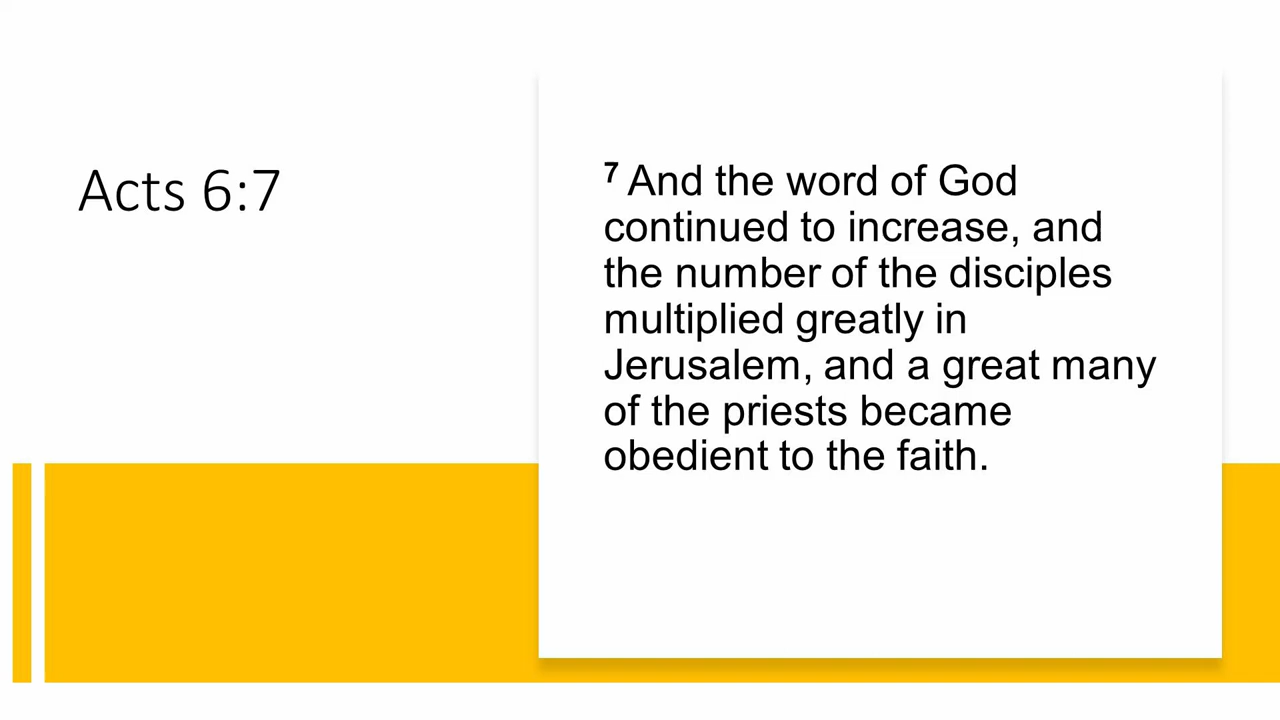 Acts 6:7
7 And the word of God
continued to increase, and
the number of the disciples
multiplied greatly in
Jerusalem, and a great many
of the priests became
obedient to the faith.